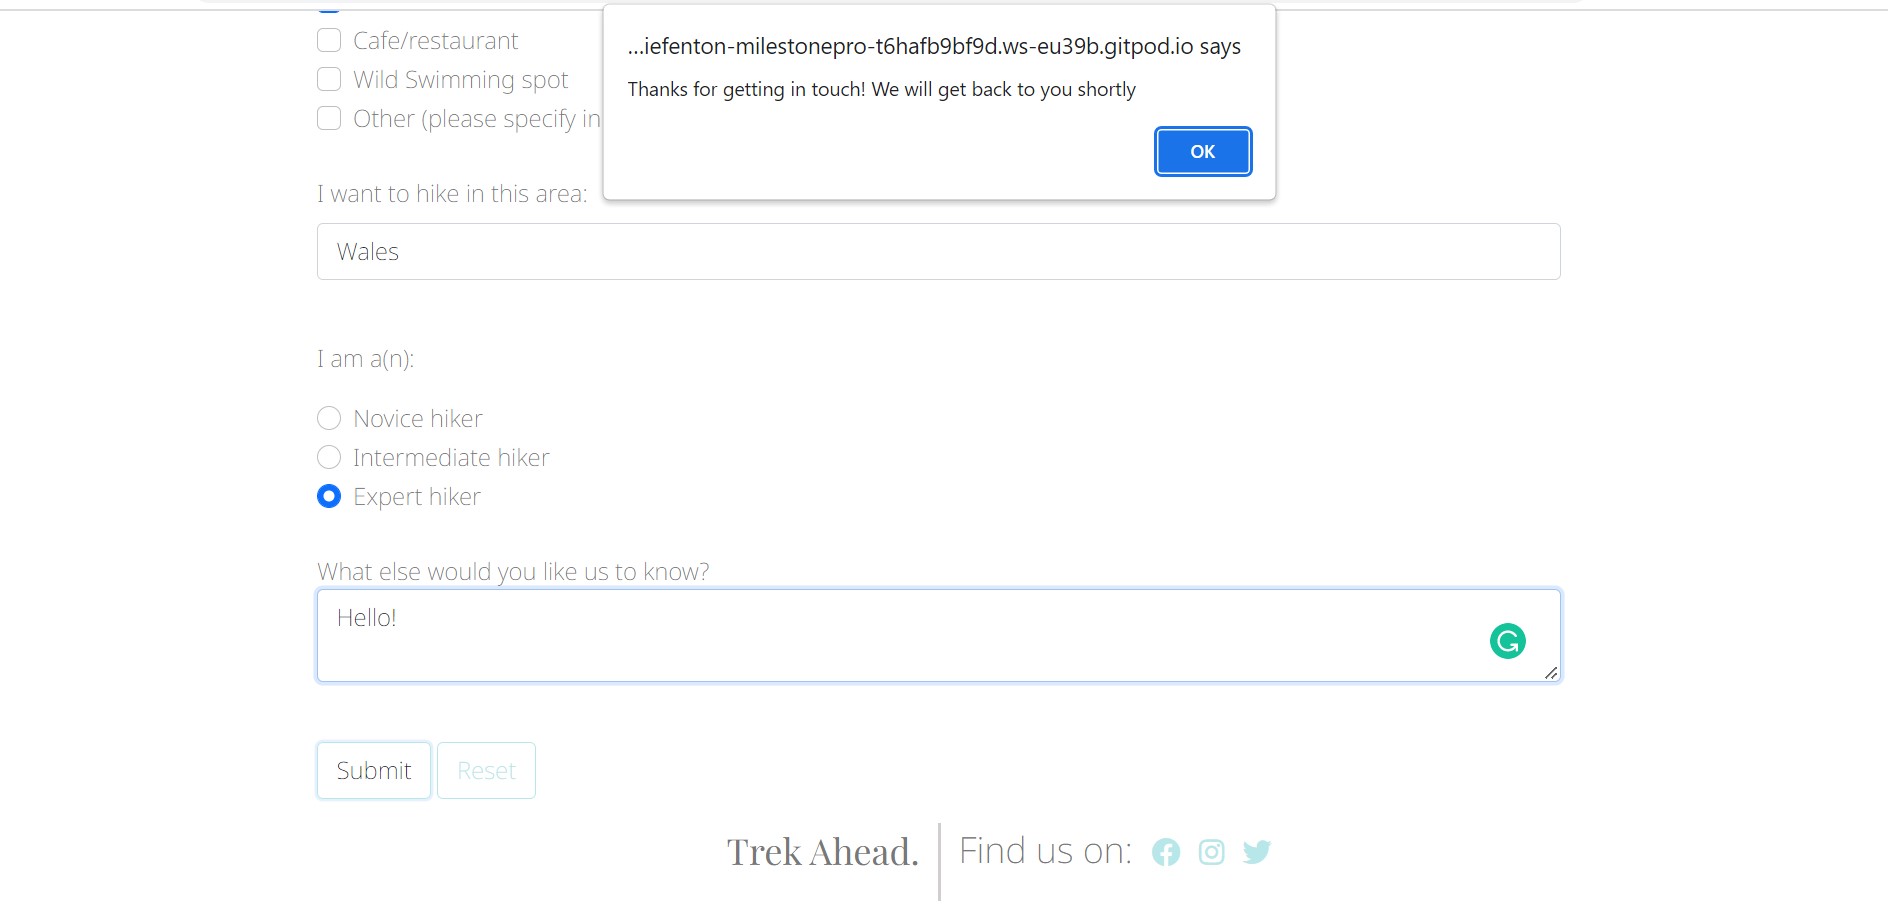 ...iefenton-milestonepro-t6hafb9bf9d.ws-eu39b.gitpod.io says
Thanks for getting in touch! We will get back to you shortly
OK
Cafe/restaurant
Wild Swimming spot
Other (please specify in
I want to hike in this area:
Wales
I am a(n):
Novice hiker
Intermediate hiker
Expert hiker
What else would you like us to know?
Hello!
Submit Reset
Trek Ahead. Find us on: